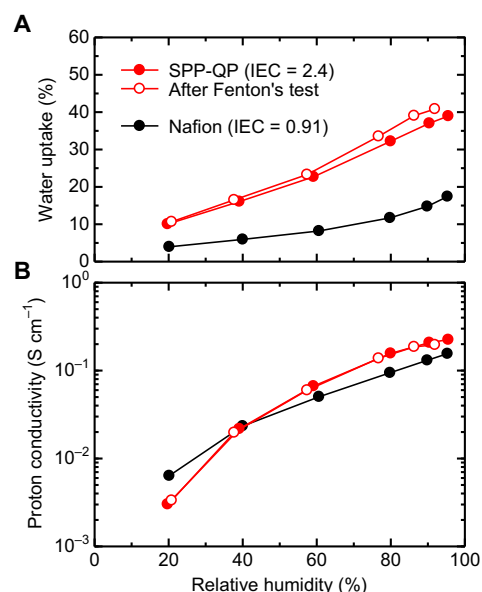 A
60
50
40
30
20
10
0
Water uptake (%)
SPP-QP (IEC = 2.4)
After Fenton's test
Nafion (IEC = 0.91)
B
10⁰
10⁻¹
10⁻²
10⁻³
Proton conductivity (S cm⁻¹)
0 20 40 60 80 100
Relative humidity (%)